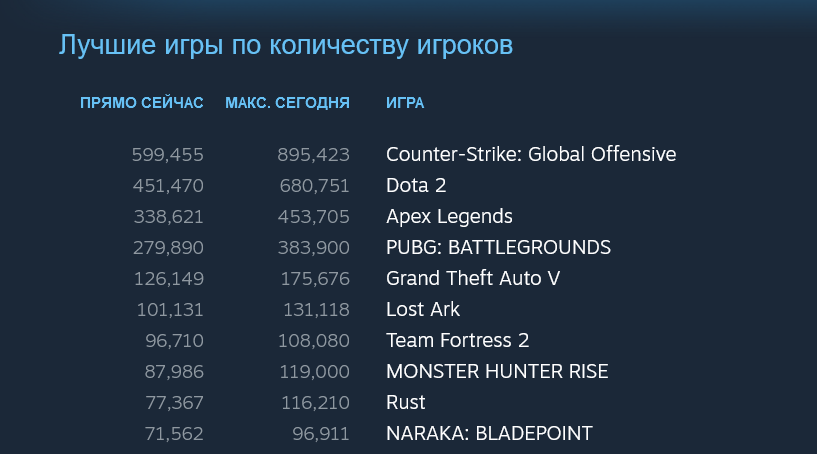 Лучшие игры по количеству игроков
ПРЯМО СЕЙЧАС МАКС. СЕГОДНЯ ИГРА
599,455 895,423 Counter-Strike: Global Offensive
451,470 680,751 Dota 2
338,621 453,705 Apex Legends
279,890 383,900 PUBG: BATTLEGROUNDS
126,149 175,676 Grand Theft Auto V
101,131 131,118 Lost Ark
96,710 108,080 Team Fortress 2
87,986 119,000 MONSTER HUNTER RISE
77,367 116,210 Rust
71,562 96,911 NARAKA: BLADEPOINT